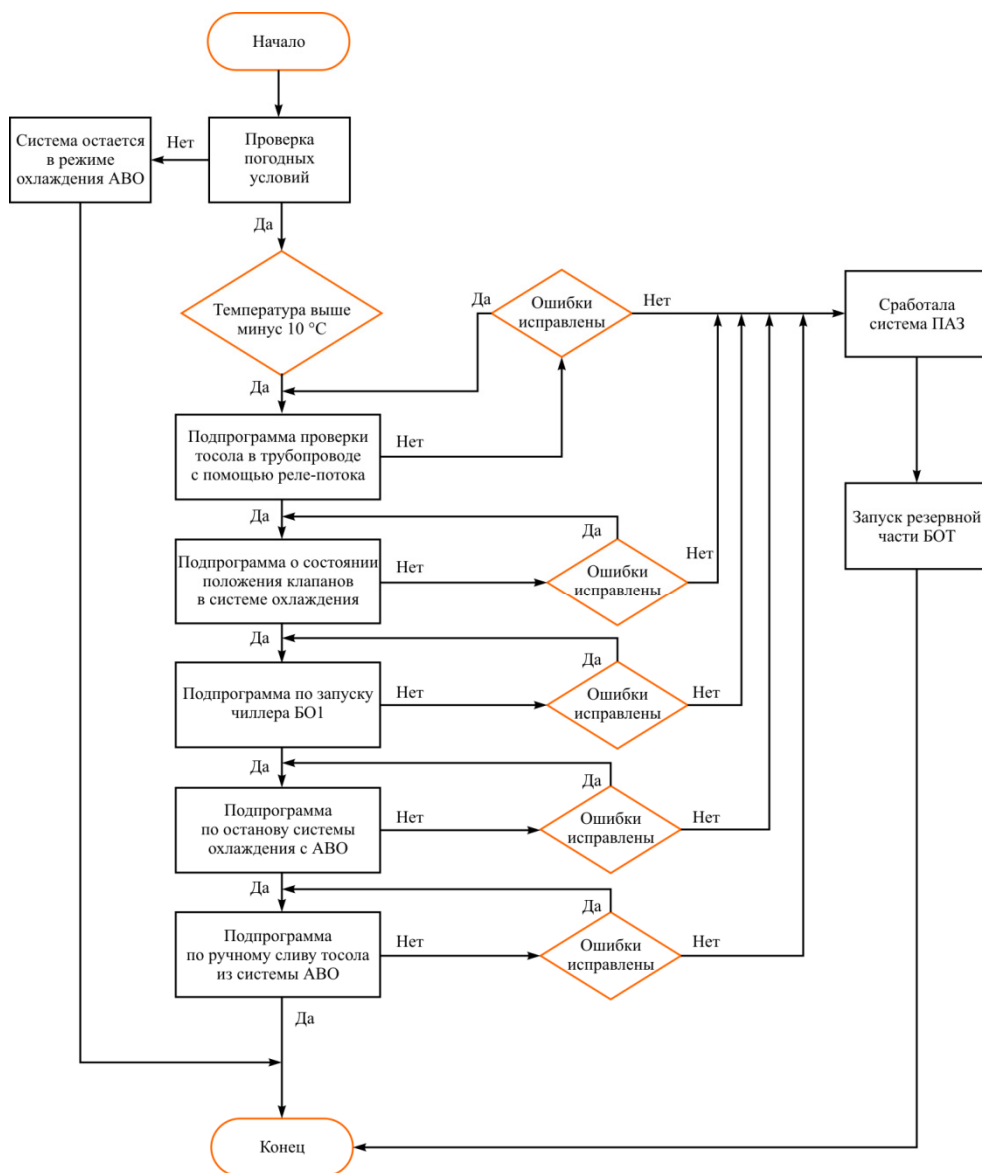 Начало
Система остается
в режиме
охлаждения АВО
Нет
Проверка
погодных
условий
Да
Температура выше
минус 10 °С
Да
Ошибки
исправлены
Нет
Сработала
система ПАЗ
Да
Подпрограмма проверки
тосола в трубопроводе
с помощью реле-потока
Нет
Запуск резервной
части БОТ
Да
Подпрограмма о состоянии
положения клапанов
в системе охлаждения
Нет
Да
Ошибки
исправлены
Нет
Да
Подпрограмма по запуску
чиллера БО1
Нет
Да
Ошибки
исправлены
Нет
Да
Подпрограмма
по останову системы
охлаждения с АВО
Нет
Да
Ошибки
исправлены
Нет
Да
Подпрограмма
по ручному сливу тосола
из системы АВО
Нет
Да
Ошибки
исправлены
Нет
Да
Конец